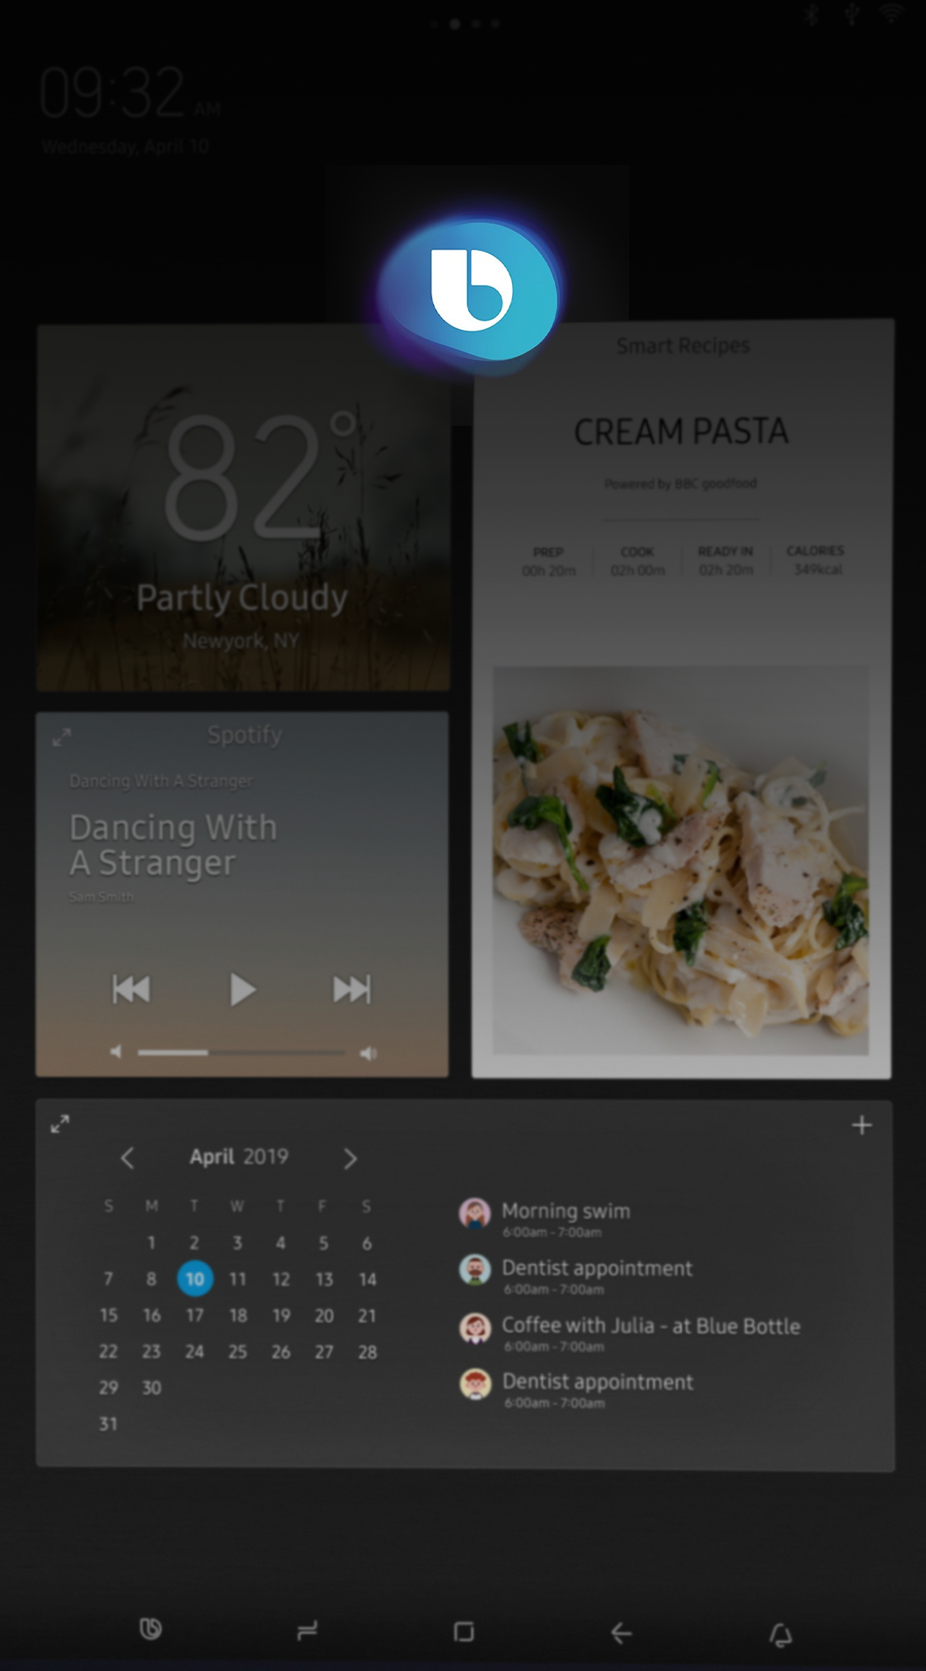 09:32 AM
Wednesday, April 10
82°
Partly Cloudy
Newyork, NY
Smart Recipes
CREAM PASTA
Powered by BBC goodfood
PREP COOK READY IN CALORIES
00h 20m 02h 00m 02h 20m 349kcal
Spotify
Dancing With A Stranger
Dancing With
A Stranger
Sam Smith
April 2019
S M T W T F S
1 2 3 4 5 6
7 8 10 11 12 13 14
15 16 17 18 19 20 21
22 23 24 25 26 27 28
29 30
31
Morning swim
6:00am - 7:00am
Dentist appointment
6:00am - 7:00am
Coffee with Julia - at Blue Bottle
6:00am - 7:00am
Dentist appointment
6:00am - 7:00am